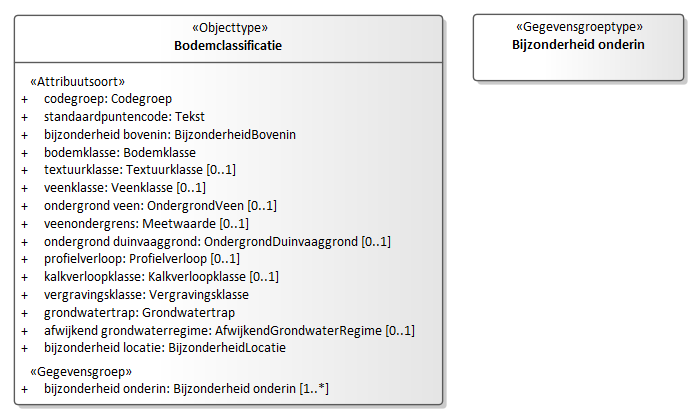 «Objecttype»
Bodemclassificatie
«Attribuutsoort»
+ codegroep: Codegroep
+ standaardpuntencode: Tekst
+ bijzonderheid bovenin: BijzonderheidBovenin
+ bodemklasse: Bodemklasse
+ textuurklasse: Textuurklasse [0..1]
+ veenklasse: Veenklasse [0..1]
+ ondergrond veen: OndergrondVeen [0..1]
+ veenondergrens: Meetwaarde [0..1]
+ ondergrond duinvaaggrond: OndergrondDuinvaaggrond [0..1]
+ profielverloop: Profielverloop [0..1]
+ kalkverloopklasse: Kalkverloopklasse [0..1]
+ vergravingsklasse: Vergravingsklasse
+ grondwatertrap: Grondwatertrap
+ afwijkend grondwaterregime: AfwijkendGrondwaterRegime [0..1]
+ bijzonderheid locatie: BijzonderheidLocatie
«Gegevensgroep»
+ bijzonderheid onderin: Bijzonderheid onderin [1..*]
«Gegevensgroeptype»
Bijzonderheid onderin